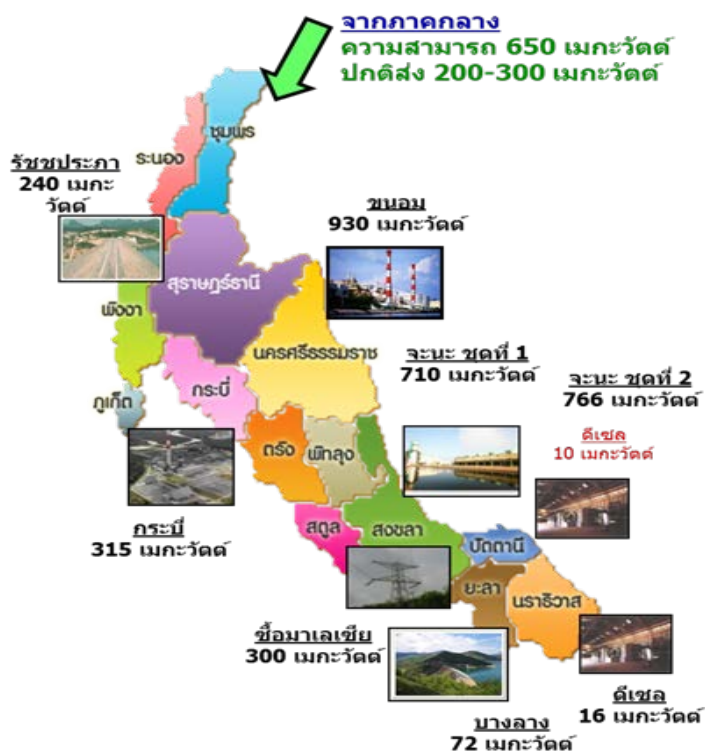 จากภาคกลาง
ความสามารถ 650 เมกะวัตต์
ปกติส่ง 200-300 เมกะวัตต์
ชุมพร
ระนอง
รัชชประภา
240 เมกะ
วัตต์
ขนอม
930 เมกะวัตต์
สุราษฎร์ธานี
พังงา
นครศรีธรรมราช
จะนะ ชุดที่ 1
710 เมกะวัตต์
จะนะ ชุดที่ 2
766 เมกะวัตต์
กระบี่
ภูเก็ต
ดีเซล
10 เมกะวัตต์
ตรัง
พัทลุง
กระบี่
315 เมกะวัตต์
สตูล
สงขลา
ปัตตานี
ยะลา
นราธิวาส
ซื้อมาเลเซีย
300 เมกะวัตต์
บางลาง
72 เมกะวัตต์
ดีเซล
16 เมกะวัตต์